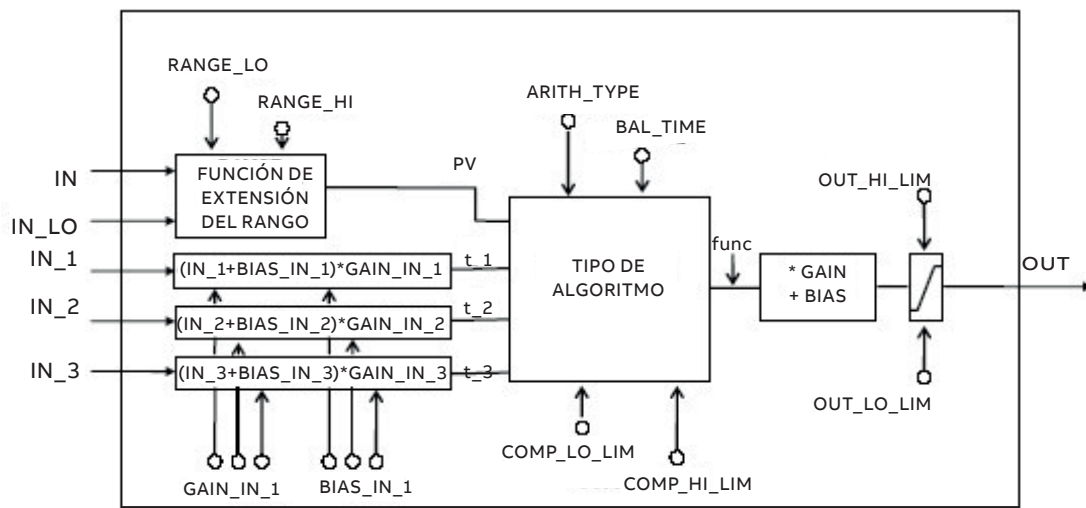 RANGE_LO
RANGE_HI
ARITH_TYPE
BAL_TIME
IN
FUNCIÓN DE
EXTENSIÓN
DEL RANGO
PV
OUT_HI_LIM
IN_LO
IN_1
(IN_1+BIAS_IN_1)*GAIN_IN_1
t_1
TIPO DE
ALGORITMO
func
* GAIN
+ BIAS
OUT
IN_2
(IN_2+BIAS_IN_2)*GAIN_IN_2
t_2
IN_3
(IN_3+BIAS_IN_3)*GAIN_IN_3
t_3
OUT_LO_LIM
COMP_LO_LIM
COMP_HI_LIM
GAIN_IN_1
BIAS_IN_1